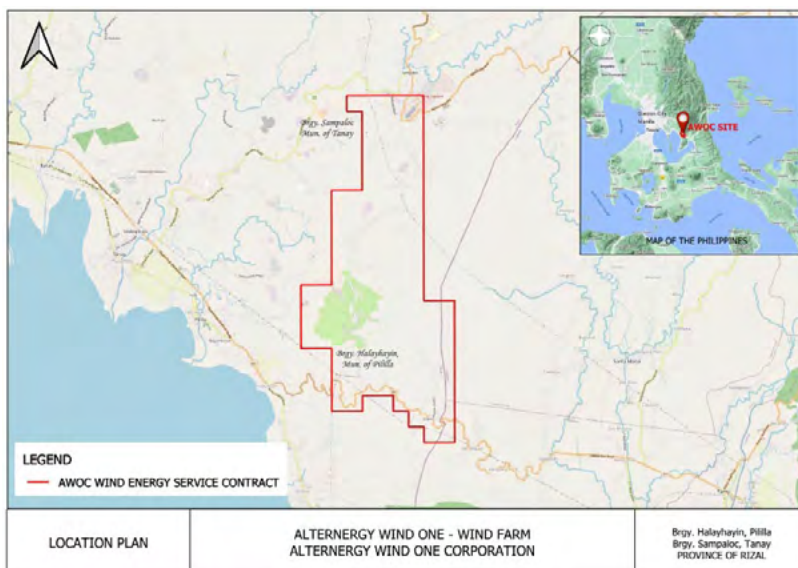 Brgy. Sampaloc
Mun. of Tanay
Brgy. Halayhayin,
Mun. of Pililla
AWOC SITE
MAP OF THE PHILIPPINES
LEGEND
AWOC WIND ENERGY SERVICE CONTRACT
LOCATION PLAN
ALTERNERGY WIND ONE - WIND FARM
ALTERNERGY WIND ONE CORPORATION
Brgy. Halayhayin, Pililla
Brgy. Sampaloc, Tanay
PROVINCE OF RIZAL